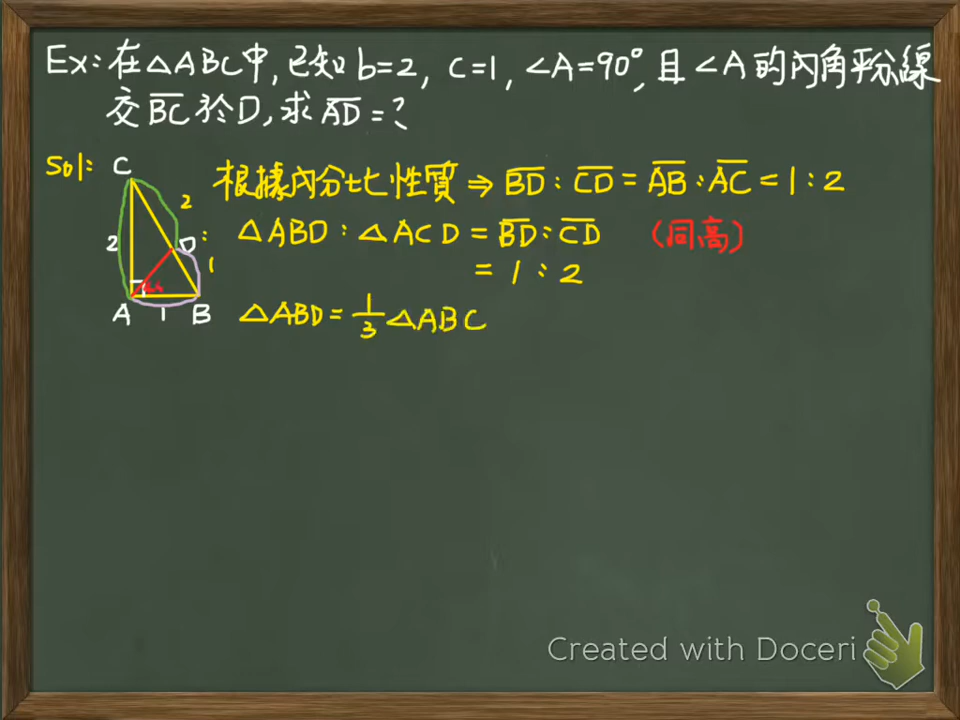 Ex:在△ABC中,已知b=2, c=1, ∠A=90°,且∠A的內角平分線
交BC於D,求AD=?
Sol:
根據內分比性質⇒BD:CD=AB:AC=1:2
△ABD:△ACD=BD:CD (同高)
=1:2
△ABD=1/3△ABC
C
2
2
D
1
A 1 B
Created with Doceri